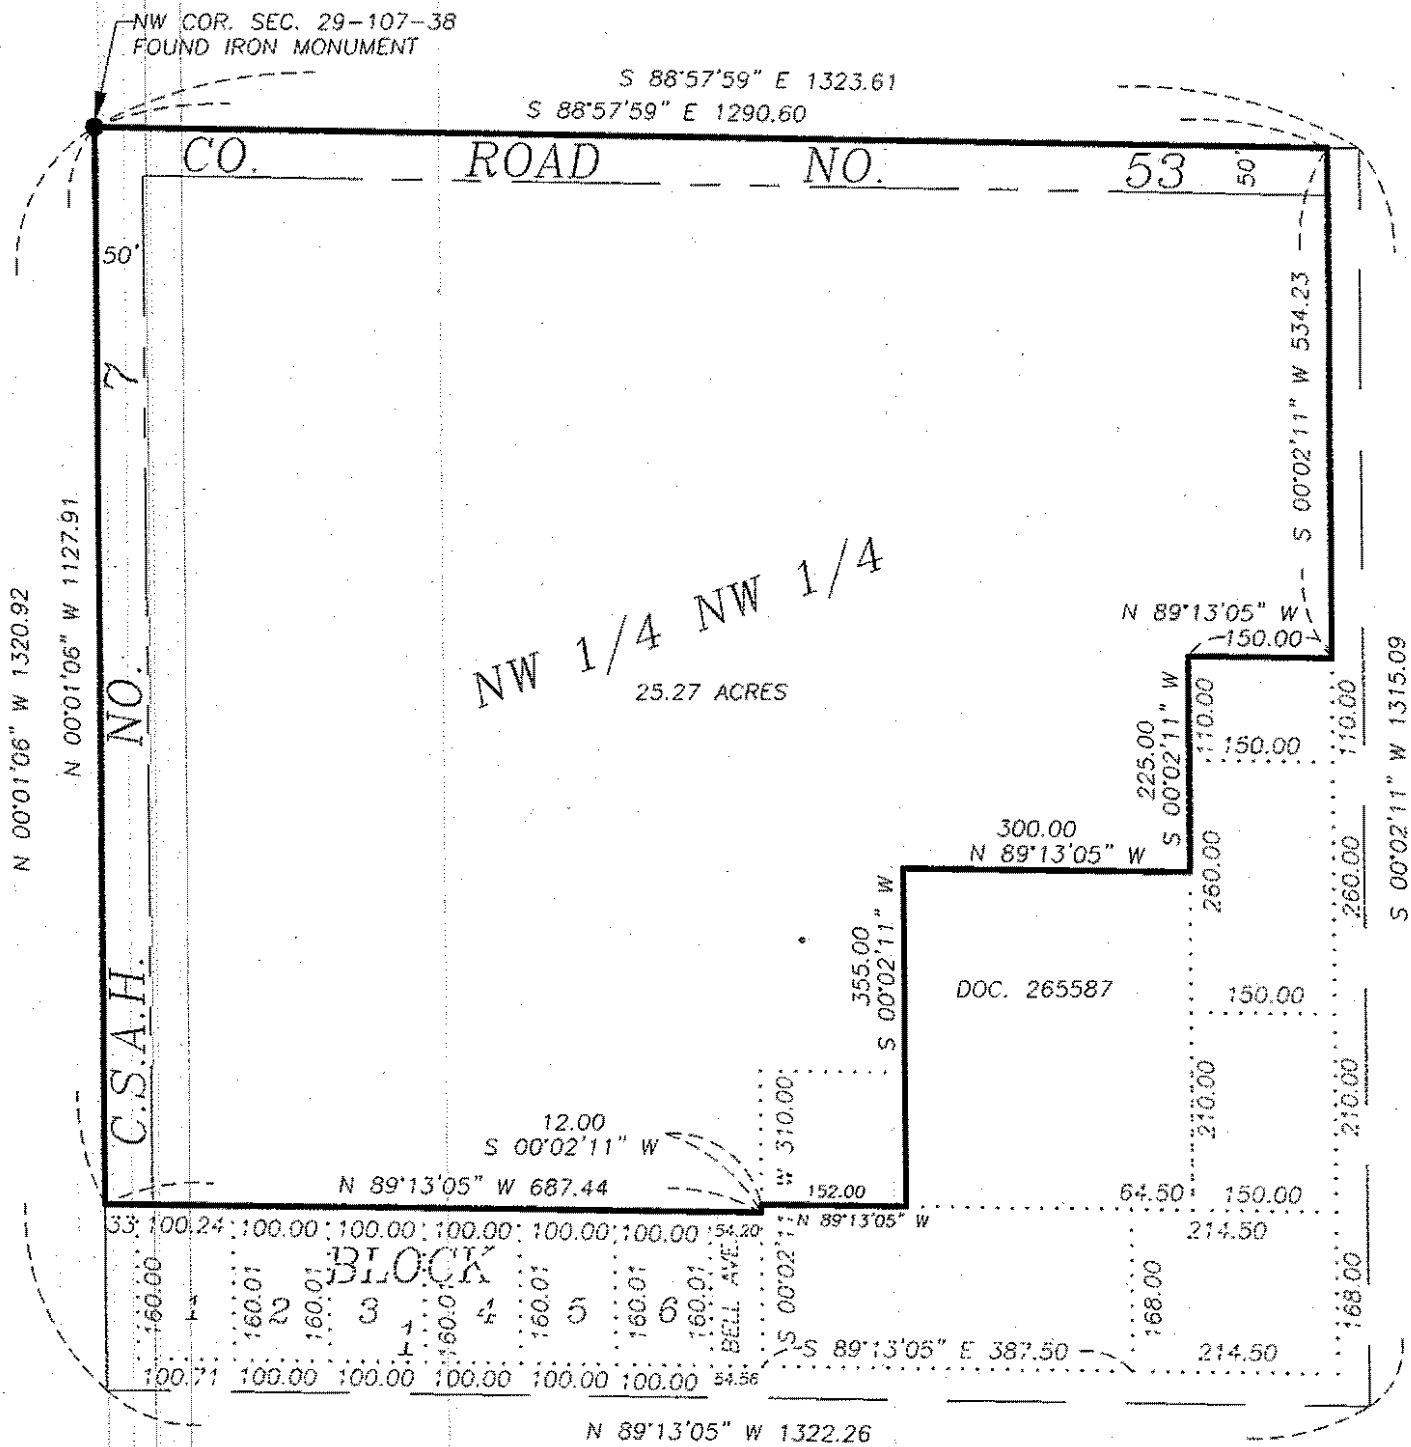 NW COR. SEC. 29-107-38
FOUND IRON MONUMENT
S 88°57'59" E 1323.61
S 88°57'59" E 1290.60
CO. ROAD NO. 53
50'
50'
C.S.A.H. NO. 7
N 00°01'06" W 1320.92
N 00°01'06" W 1127.91
S 00°02'11" W 534.23
S 00°02'11" W 1315.09
NW 1/4 NW 1/4
25.27 ACRES
N 89°13'05" W
150.00
225.00
S 00°02'11" W
110.00
150.00
110.00
300.00
N 89°13'05" W
260.00
260.00
355.00
S 00°02'11" W
DOC. 265587
150.00
210.00
210.00
310.00
W
S 00°02'11"
12.00
S 00°02'11" W
N 89°13'05" W 687.44
152.00
N 89°13'05" W
64.50
150.00
214.50
33
100.24
100.00
100.00
100.00
100.00
100.00
54.20
BLOCK
1
160.00
1
160.01
2
160.01
3
160.01
4
160.01
5
160.01
6
160.01
BELL AVE.
168.00
168.00
S 89°13'05" E 387.50
214.50
100.71
100.00
100.00
100.00
100.00
100.00
54.56
N 89°13'05" W 1322.26